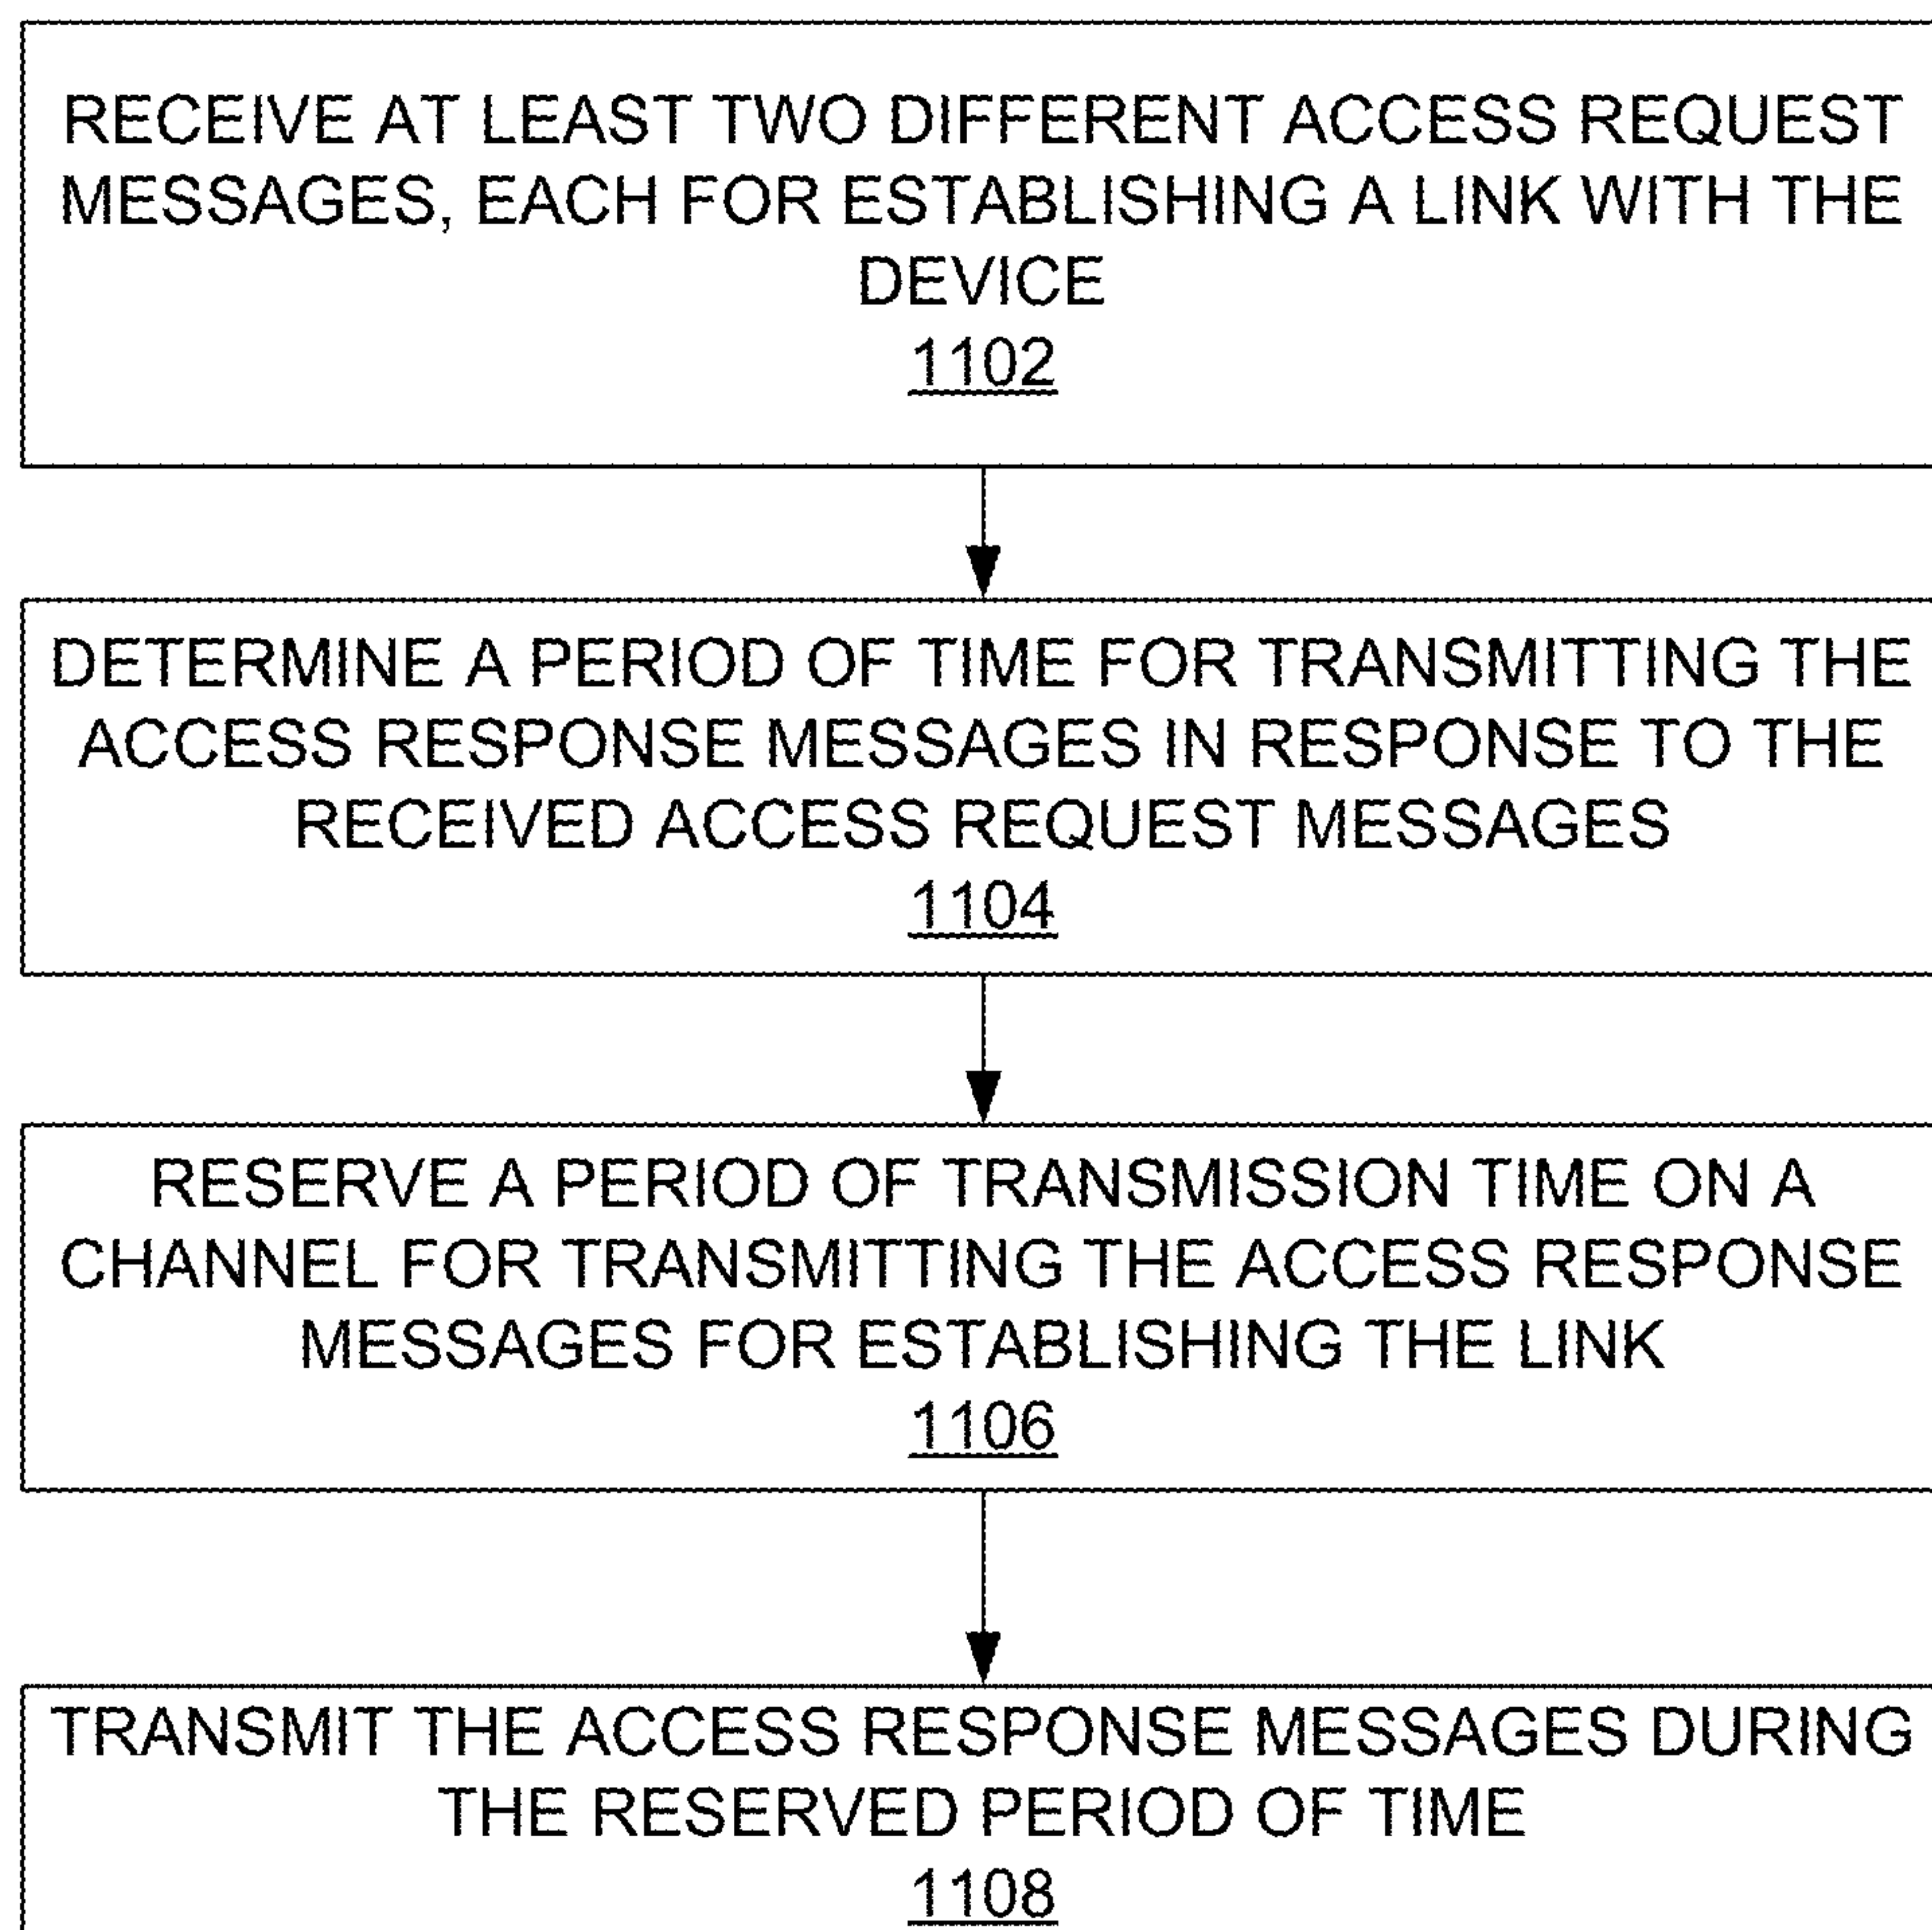 RECEIVE AT LEAST TWO DIFFERENT ACCESS REQUEST
MESSAGES, EACH FOR ESTABLISHING A LINK WITH THE
DEVICE
1102
DETERMINE A PERIOD OF TIME FOR TRANSMITTING THE
ACCESS RESPONSE MESSAGES IN RESPONSE TO THE
RECEIVED ACCESS REQUEST MESSAGES
1104
RESERVE A PERIOD OF TRANSMISSION TIME ON A
CHANNEL FOR TRANSMITTING THE ACCESS RESPONSE
MESSAGES FOR ESTABLISHING THE LINK
1106
TRANSMIT THE ACCESS RESPONSE MESSAGES DURING
THE RESERVED PERIOD OF TIME
1108